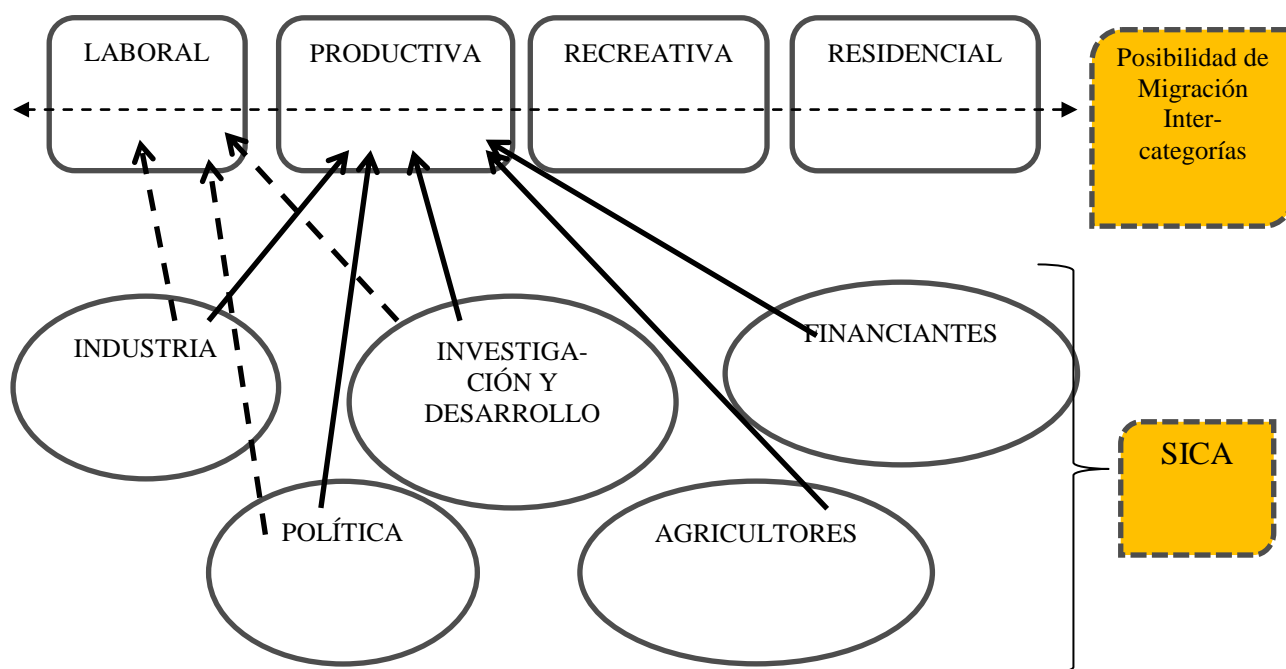 LABORAL
PRODUCTIVA
RECREATIVA
RESIDENCIAL
Posibilidad de
Migración
Inter-
categorías
INDUSTRIA
INVESTIGA-
CIÓN Y
DESARROLLO
FINANCIANTES
POLÍTICA
AGRICULTORES
SICA